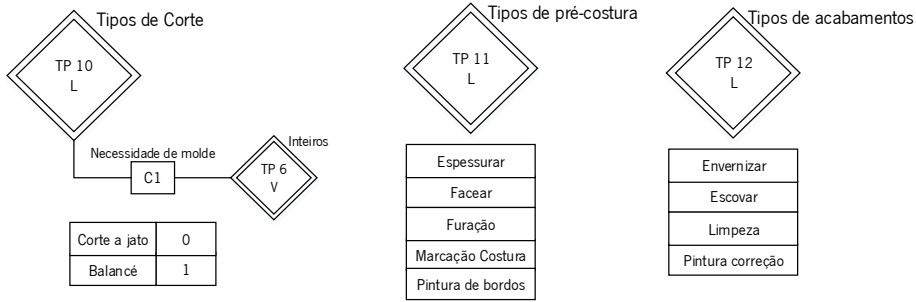 Tipos de Corte
TP 10
L
Necessidade de molde
C1
Inteiros
TP 6
V
Corte a jato 0
Balancé 1
Tipos de pré-costura
TP 11
L
Espessurar
Facear
Furação
Marcação Costura
Pintura de bordos
Tipos de acabamentos
TP 12
L
Envernizar
Escovar
Limpeza
Pintura correção